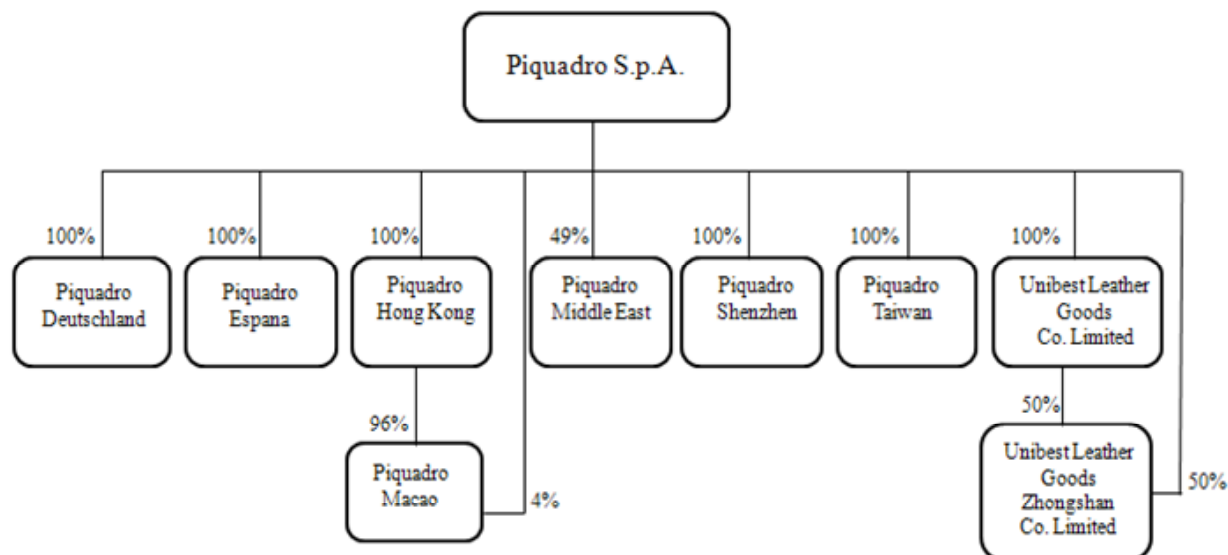 Piquadro S.p.A.
100%
100%
100%
49%
100%
100%
100%
Piquadro
Deutschland
Piquadro
Espana
Piquadro
Hong Kong
Piquadro
Middle East
Piquadro
Shenzhen
Piquadro
Taiwan
Unibest Leather
Goods
Co. Limited
96%
50%
Piquadro
Macao
4%
Unibest Leather
Goods
Zhongshan
Co. Limited
50%